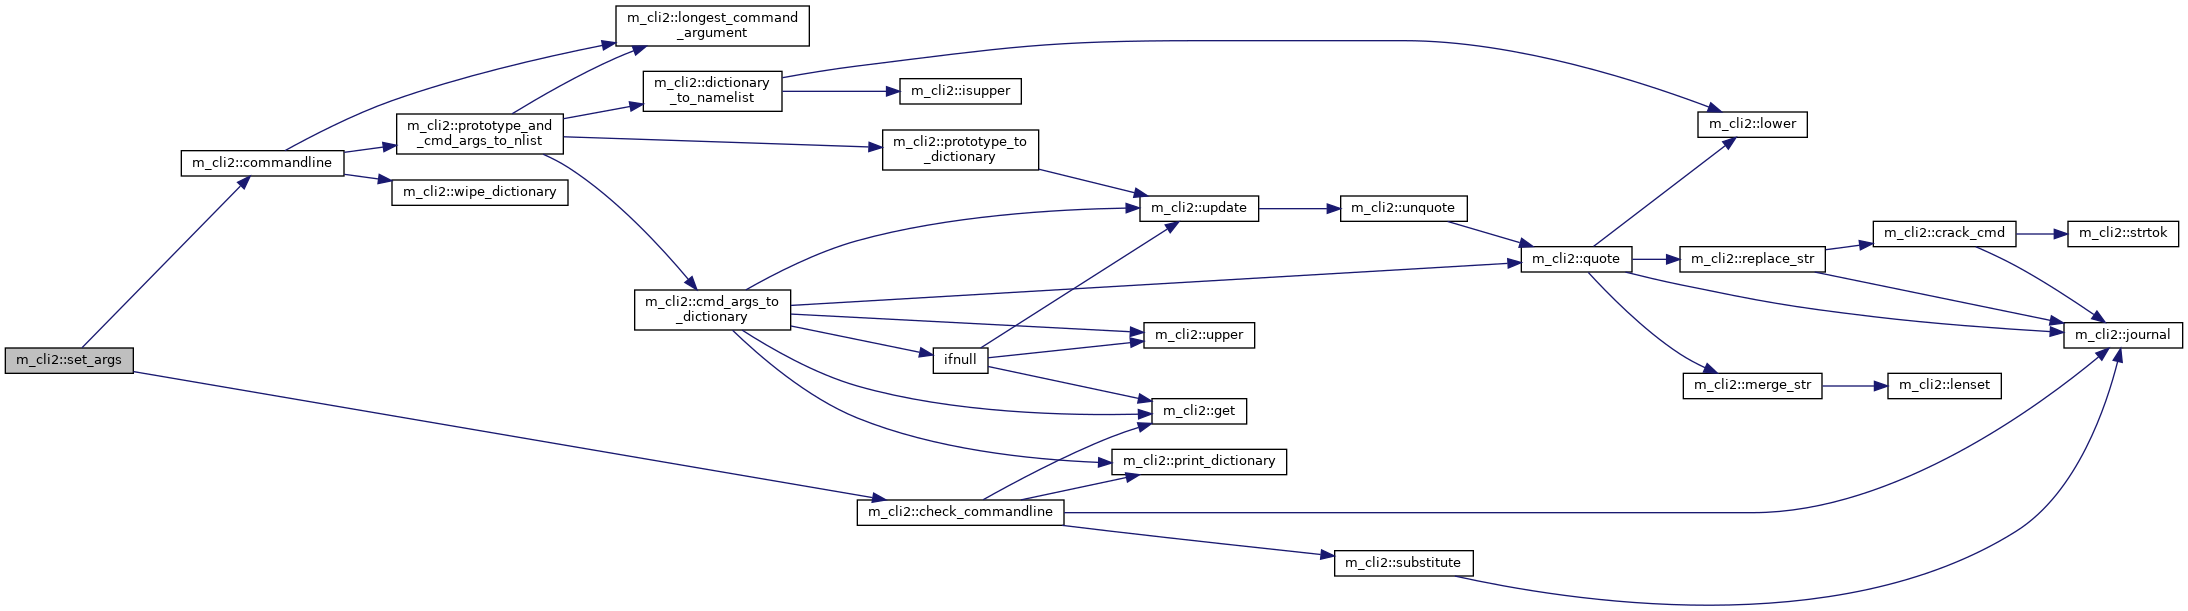 m_cli2::longest_command
_argument
m_cli2::dictionary
_to_namelist
m_cli2::isupper
m_cli2::lower
m_cli2::prototype_and
_cmd_args_to_nlist
m_cli2::prototype_to
_dictionary
m_cli2::commandline
m_cli2::wipe_dictionary
m_cli2::update
m_cli2::unquote
m_cli2::crack_cmd
m_cli2::strtok
m_cli2::quote
m_cli2::replace_str
m_cli2::cmd_args_to
_dictionary
m_cli2::upper
m_cli2::journal
m_cli2::set_args
ifnull
m_cli2::merge_str
m_cli2::lenset
m_cli2::get
m_cli2::print_dictionary
m_cli2::check_commandline
m_cli2::substitute